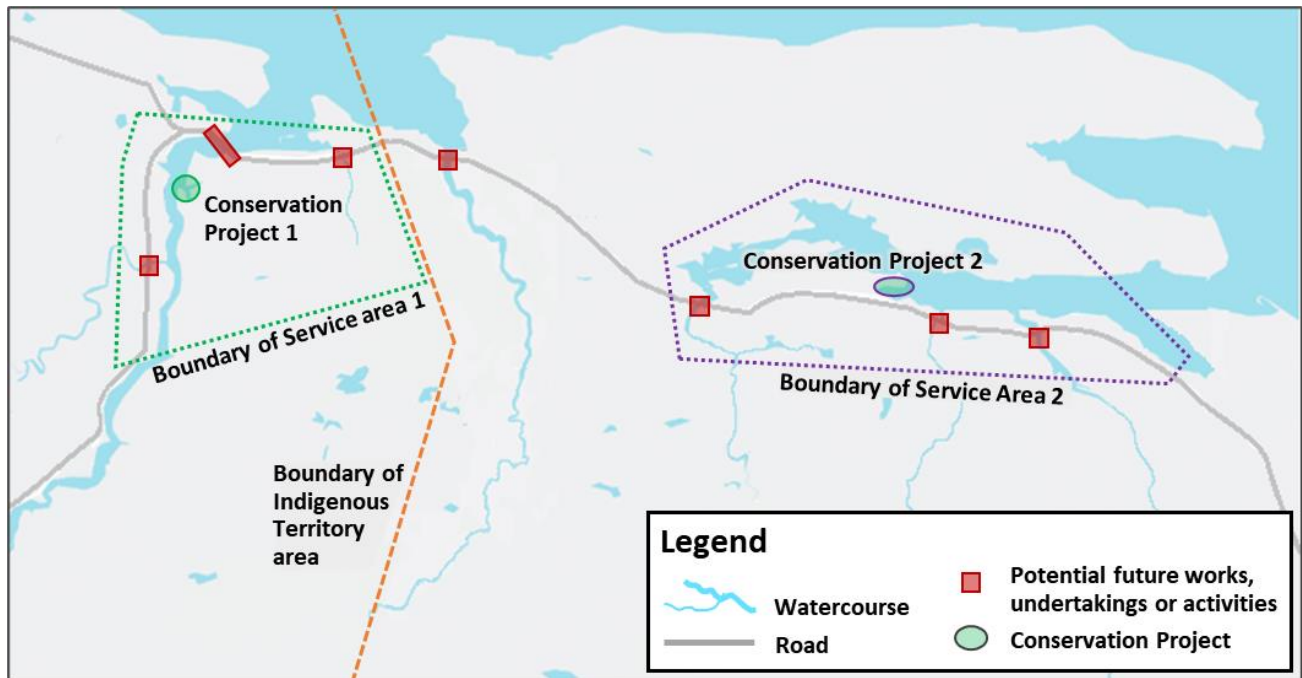 Conservation
Project 1
Conservation Project 2
Boundary of Service area 1
Boundary of Service Area 2
Boundary of
Indigenous
Territory
area
Legend
Watercourse
Road
Potential future works,
undertakings or activities
Conservation Project